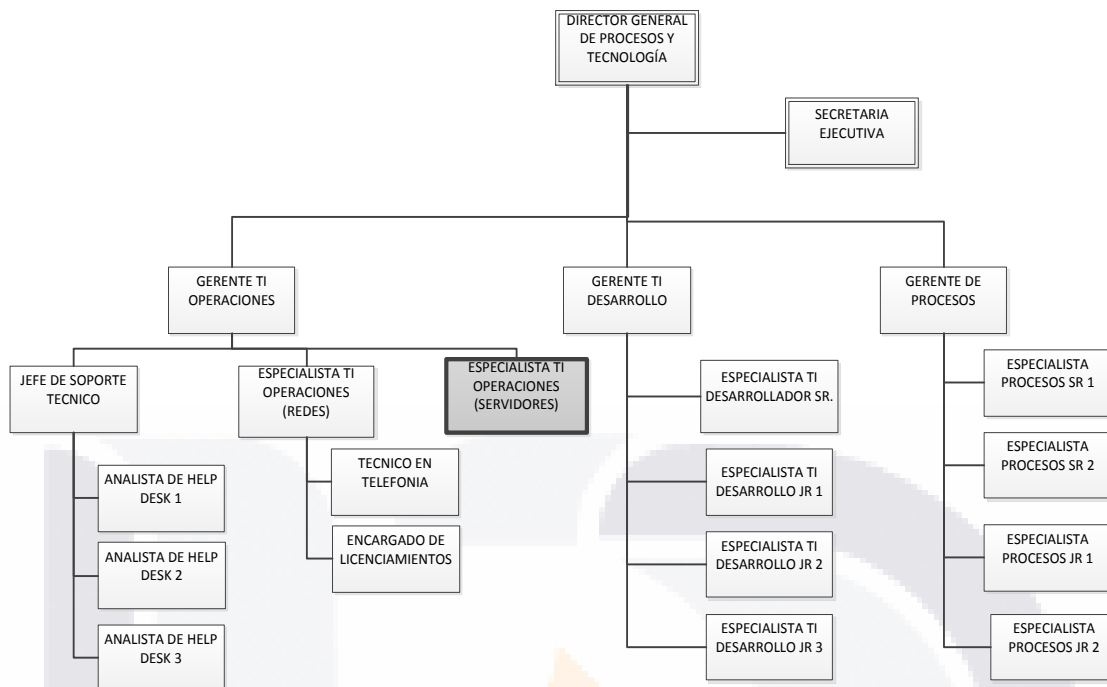 DIRECTOR GENERAL
DE PROCESOS Y
TECNOLOGÍA
SECRETARIA
EJECUTIVA
GERENTE TI
OPERACIONES
GERENTE TI
DESARROLLO
GERENTE DE
PROCESOS
JEFE DE SOPORTE
TECNICO
ESPECIALISTA TI
OPERACIONES
(REDES)
ESPECIALISTA TI
OPERACIONES
(SERVIDORES)
ANALISTA DE HELP
DESK 1
ANALISTA DE HELP
DESK 2
ANALISTA DE HELP
DESK 3
TECNICO EN
TELEFONIA
ENCARGADO DE
LICENCIAMIENTOS
ESPECIALISTA TI
DESARROLLADOR SR.
ESPECIALISTA TI
DESARROLLO JR 1
ESPECIALISTA TI
DESARROLLO JR 2
ESPECIALISTA TI
DESARROLLO JR 3
ESPECIALISTA
PROCESOS SR 1
ESPECIALISTA
PROCESOS SR 2
ESPECIALISTA
PROCESOS JR 1
ESPECIALISTA
PROCESOS JR 2